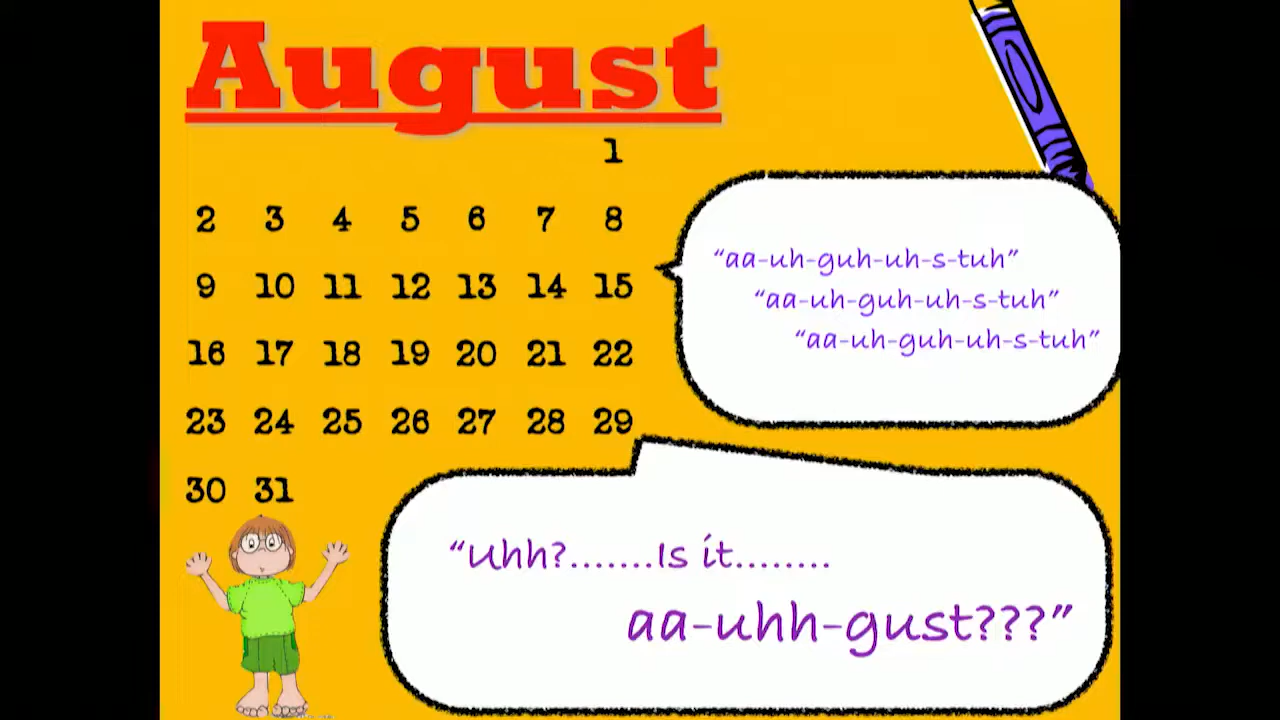 August
1
2 3 4 5 6 7 8
9 10 11 12 13 14 15
16 17 18 19 20 21 22
23 24 25 26 27 28 29
30 31
“aa-uh-guh-uh-s-tuh”
“aa-uh-guh-uh-s-tuh”
“aa-uh-guh-uh-s-tuh”
“Uhh?.......Is it........
aa-uhh-gust???”